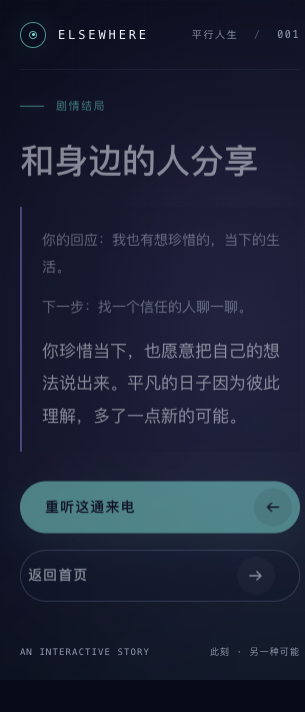 ELSEWHERE
平行人生 / 001
剧情结局
和身边的人分享
你的回应：我也有想珍惜的，当下的生
活。
下一步：找一个信任的人聊一聊。
你珍惜当下，也愿意把自己的想
法说出来。平凡的日子因为彼此
理解，多了一点新的可能。
重听这通来电
返回首页
AN INTERACTIVE STORY
此刻 · 另一种可能